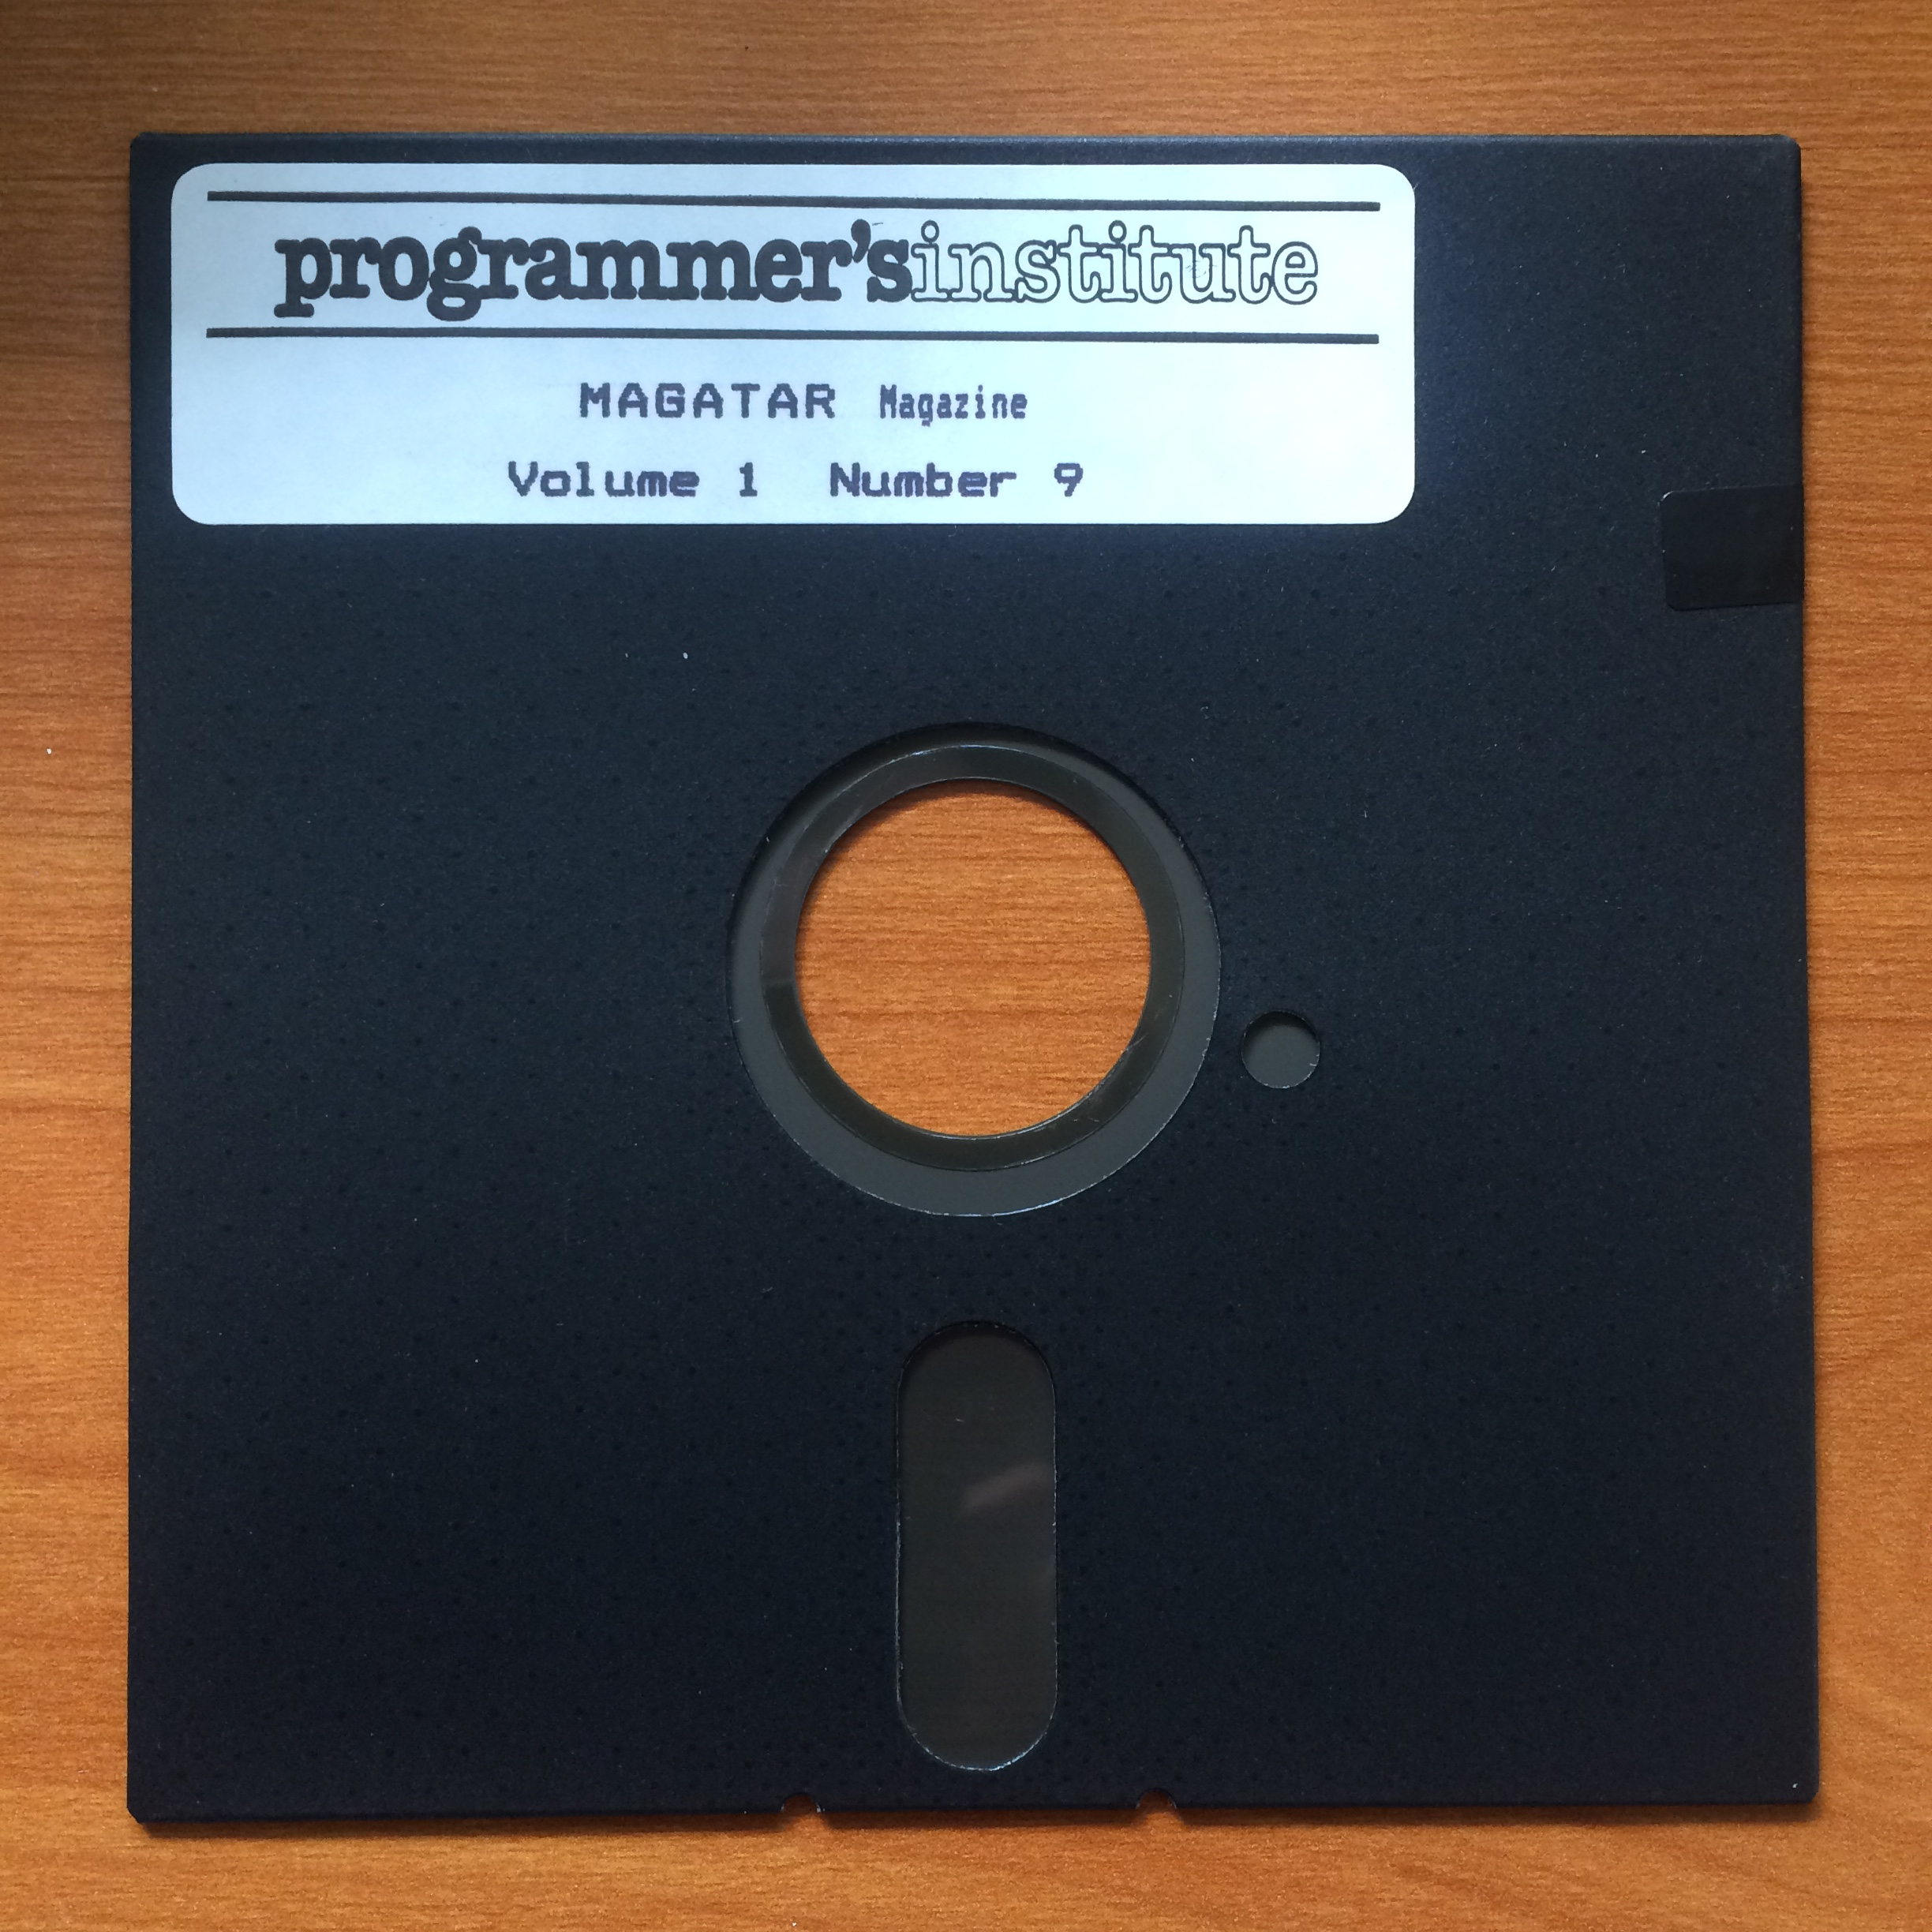 programmer'sinstitute
MAGATAR Magazine
Volume 1 Number 9